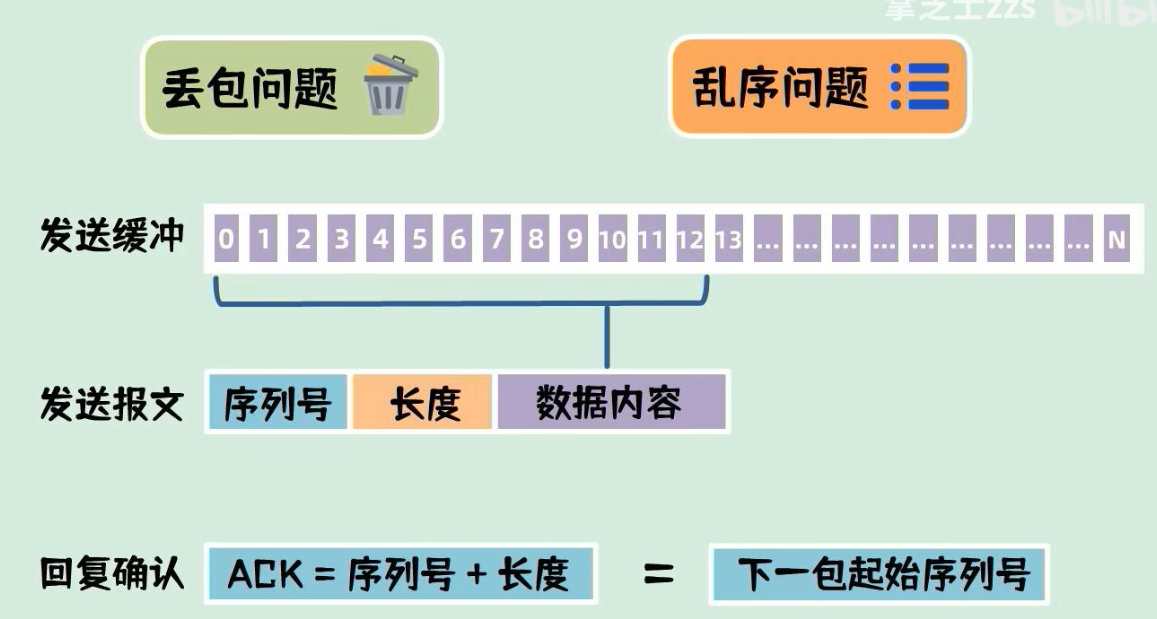 掌之士zzs bilibili
丢包问题
乱序问题
发送缓冲 0 1 2 3 4 5 6 7 8 9 10 11 12 13 ... ... ... ... ... ... ... ... ... N
发送报文 序列号 长度 数据内容
回复确认 ACK = 序列号 + 长度 = 下一包起始序列号